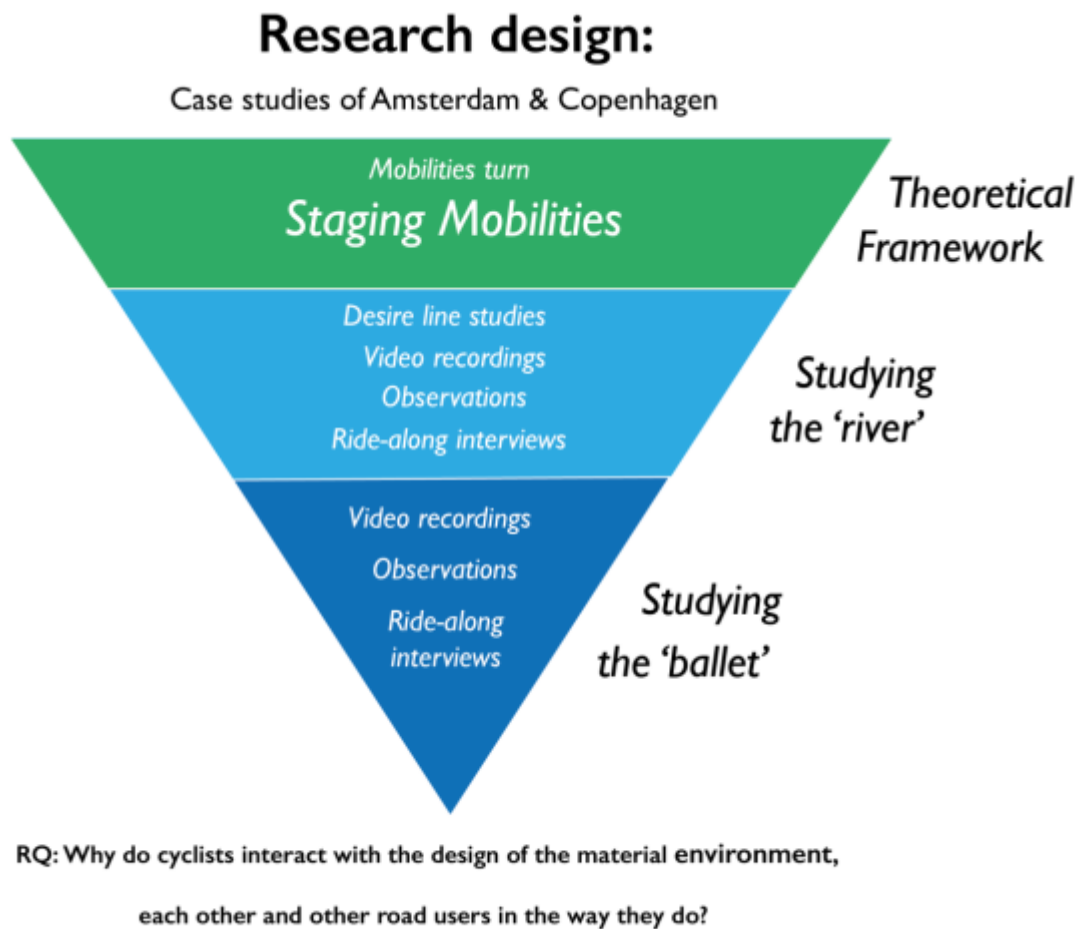 Research design:
Case studies of Amsterdam & Copenhagen
Mobilities turn
Staging Mobilities
Theoretical
Framework
Desire line studies
Video recordings
Observations
Ride-along interviews
Studying
the ‘river’
Video recordings
Observations
Ride-along
interviews
Studying
the ‘ballet’
RQ: Why do cyclists interact with the design of the material environment,
each other and other road users in the way they do?